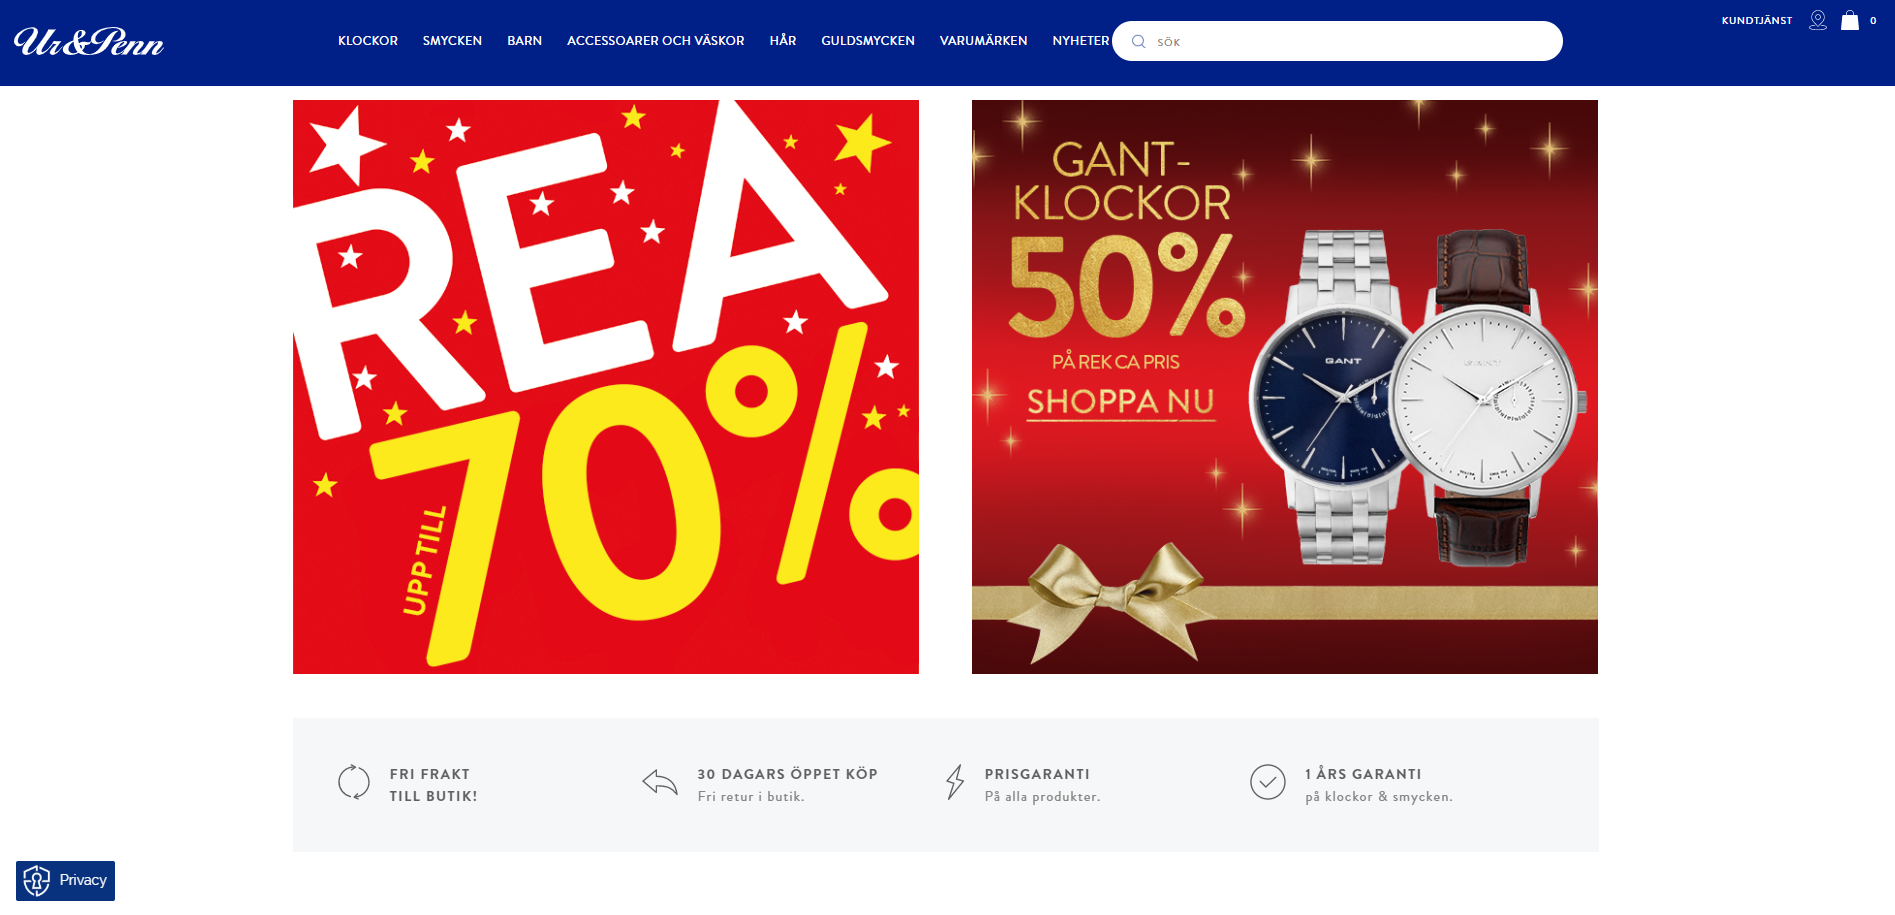 Ur&Penn
KLOCKOR
SMYCKEN
BARN
ACCESSOARER OCH VÄSKOR
HÅR
GULDSMYCKEN
VARUMÄRKEN
NYHETER
SÖK
KUNDTJÄNST
0
REA
UPP TILL
70%
GANT-
KLOCKOR
50%
PÅ REK CA PRIS
SHOPPA NU
GANT
GANT
FRI FRAKT
TILL BUTIK!
30 DAGARS ÖPPET KÖP
Fri retur i butik.
PRISGARANTI
På alla produkter.
1 ÅRS GARANTI
på klockor & smycken.
Privacy